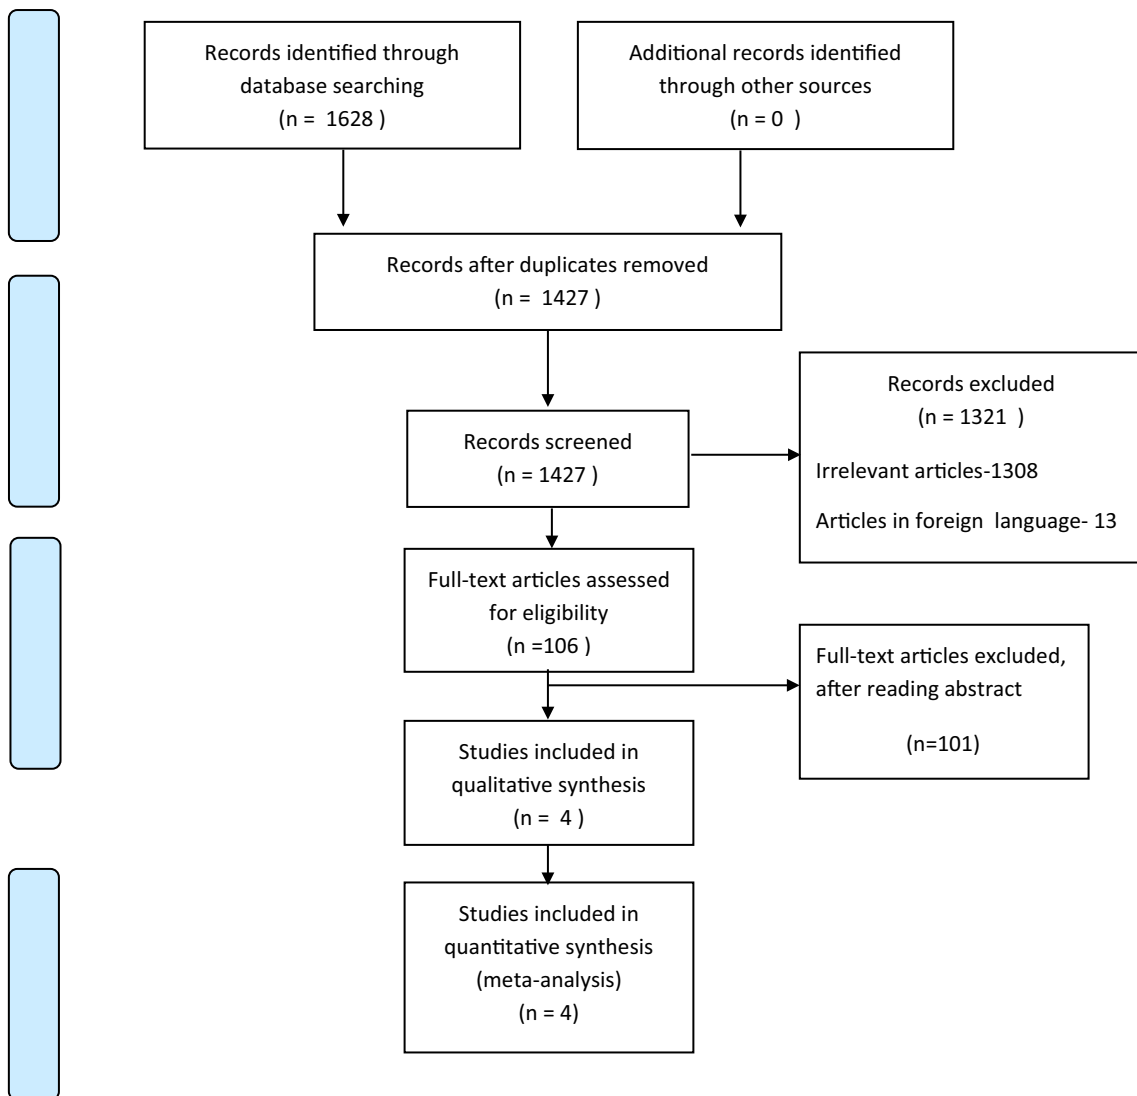 Records identified through
database searching
(n =  1628 )
Additional records identified
through other sources
(n = 0  )
Records after duplicates removed
(n =  1427 )
Records screened
(n = 1427 )
Records excluded
(n = 1321  )
Irrelevant articles-1308
Articles in foreign  language- 13
Full-text articles assessed
for eligibility
(n =106 )
Full-text articles excluded,
after reading abstract
(n=101)
Studies included in
qualitative synthesis
(n =  4 )
Studies included in
quantitative synthesis
(meta-analysis)
(n = 4)